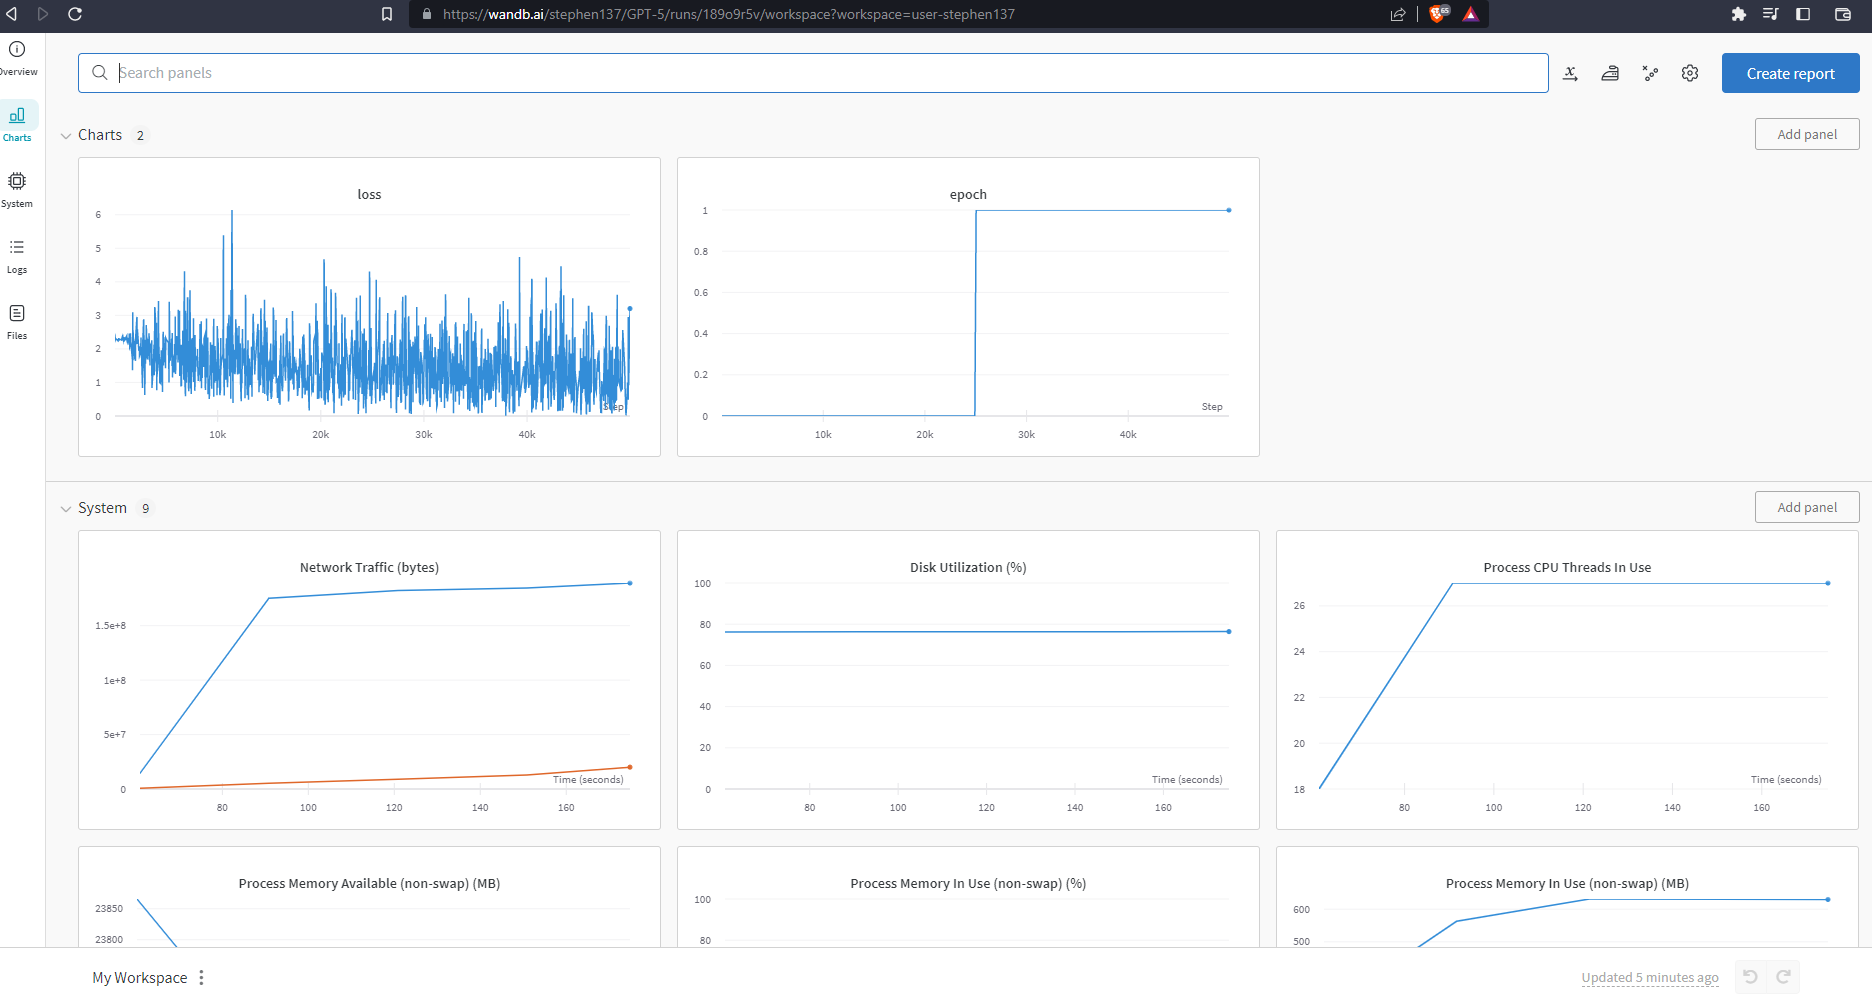 https://wandb.ai/stephen137/GPT-5/runs/189o9r5v/workspace?workspace=user-stephen137
65
Overview
Charts
System
Logs
Files
Search panels
Create report
Charts 2
Add panel
loss
6
5
4
3
2
1
0
10k 20k 30k 40k
Step
epoch
1
0.8
0.6
0.4
0.2
0
10k 20k 30k 40k
Step
System 9
Add panel
Network Traffic (bytes)
1.5e+8
1e+8
5e+7
0
Time (seconds)
80 100 120 140 160
Disk Utilization (%)
100
80
60
40
20
0
Time (seconds)
80 100 120 140 160
Process CPU Threads In Use
26
24
22
20
18
Time (seconds)
80 100 120 140 160
Process Memory Available (non-swap) (MB)
23850
23800
Process Memory In Use (non-swap) (%)
100
80
Process Memory In Use (non-swap) (MB)
600
500
My Workspace
Updated 5 minutes ago